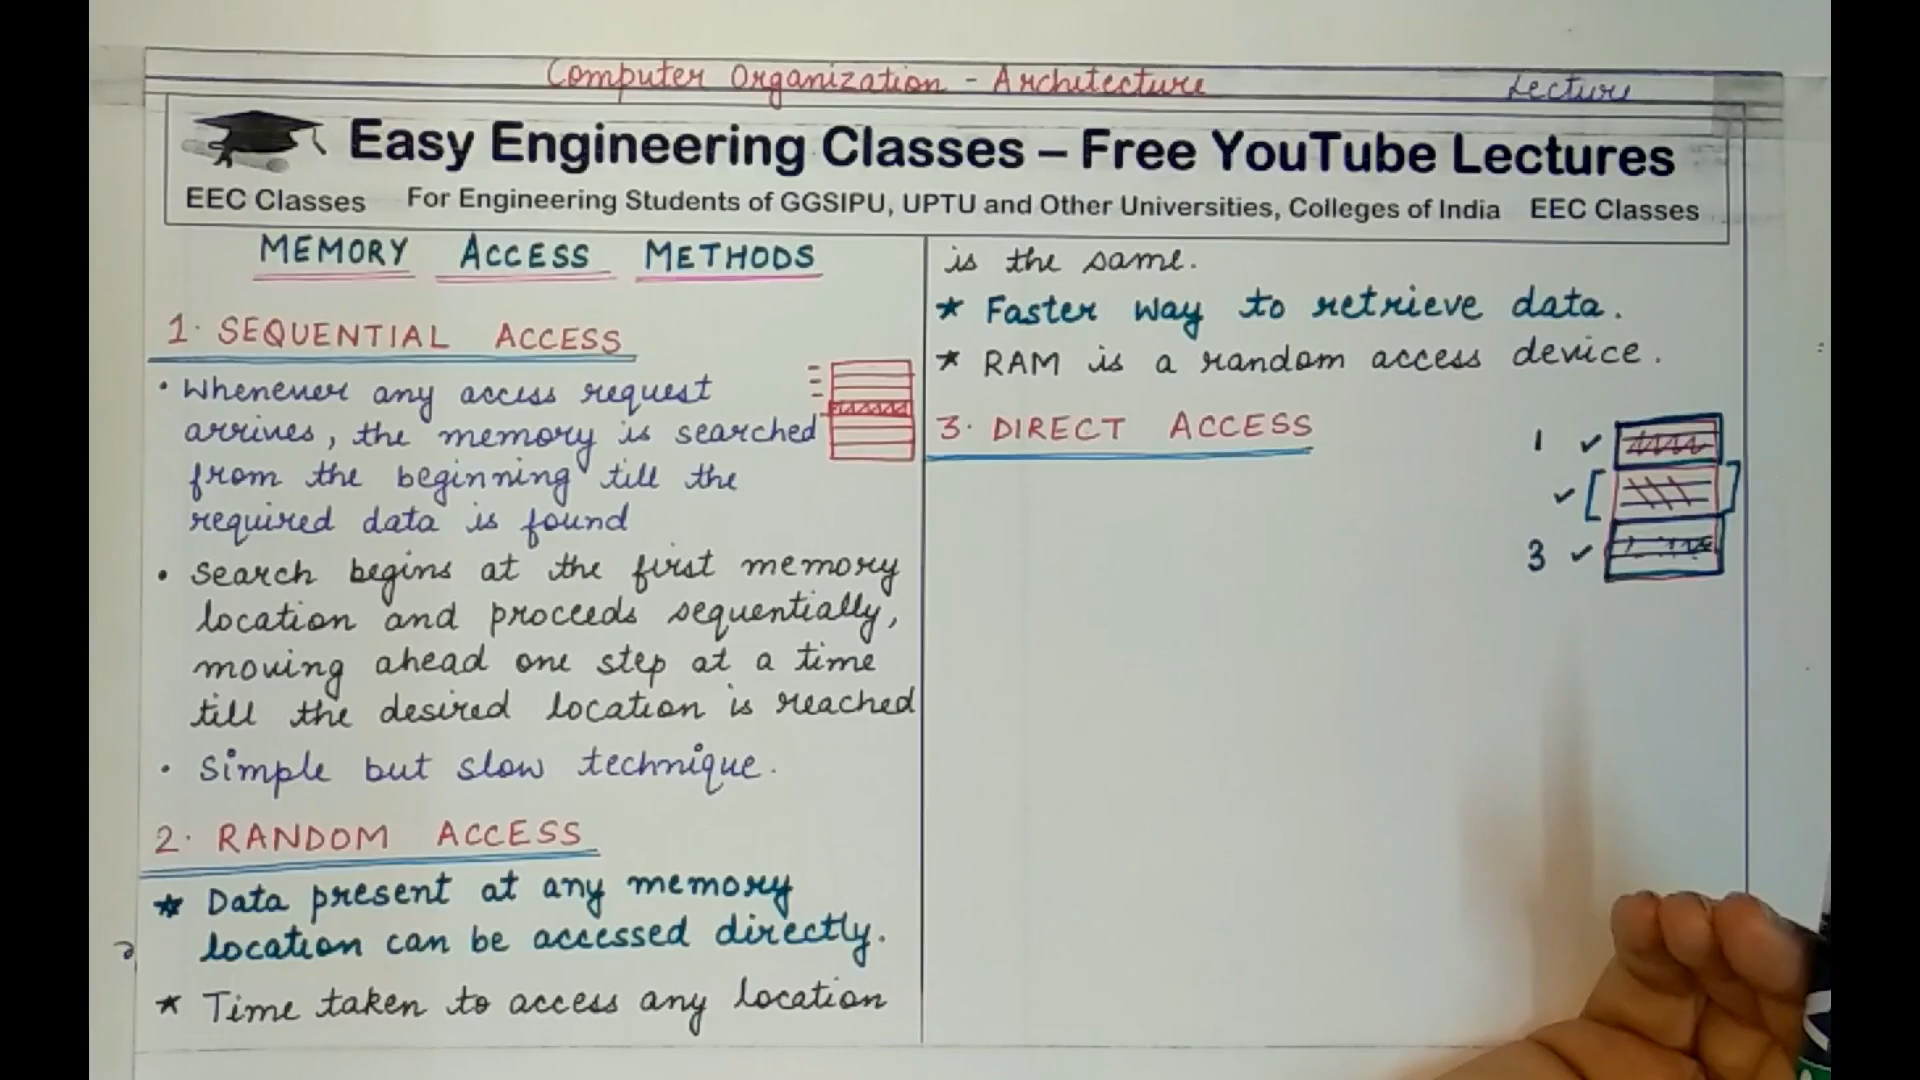 Computer Organization - Architecture Lecture
Easy Engineering Classes – Free YouTube Lectures
EEC Classes For Engineering Students of GGSIPU, UPTU and Other Universities, Colleges of India EEC Classes
MEMORY ACCESS METHODS
1. SEQUENTIAL ACCESS
• Whenever any access request
arrives, the memory is searched
from the beginning till the
required data is found
• Search begins at the first memory
location and proceeds sequentially,
moving ahead one step at a time
till the desired location is reached
• Simple but slow technique.
2. RANDOM ACCESS
* Data present at any memory
location can be accessed directly.
* Time taken to access any location
is the same.
* Faster way to retrieve data.
* RAM is a random access device.
3. DIRECT ACCESS
1
3